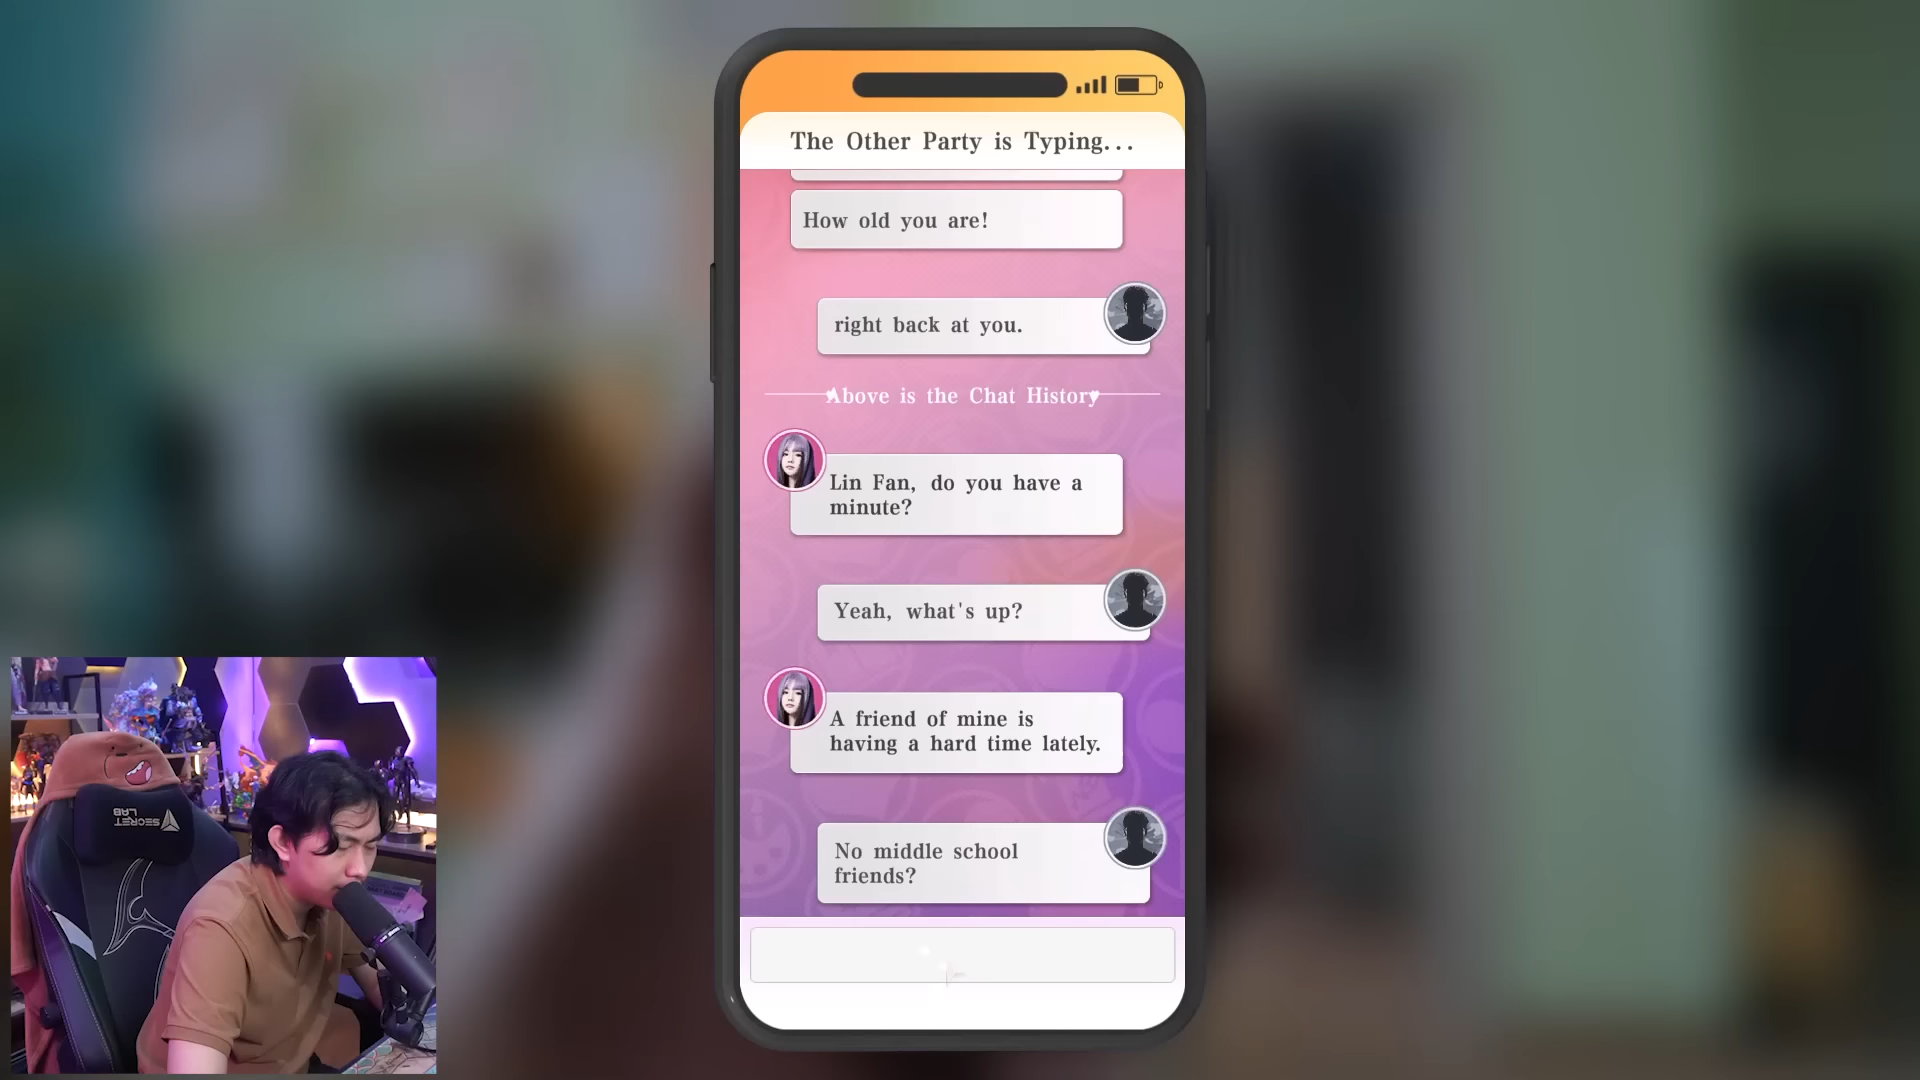 The Other Party is Typing...
How old you are!
right back at you.
Above is the Chat History
Lin Fan, do you have a
minute?
Yeah, what's up?
A friend of mine is
having a hard time lately.
No middle school
friends?
SECRET
LAB